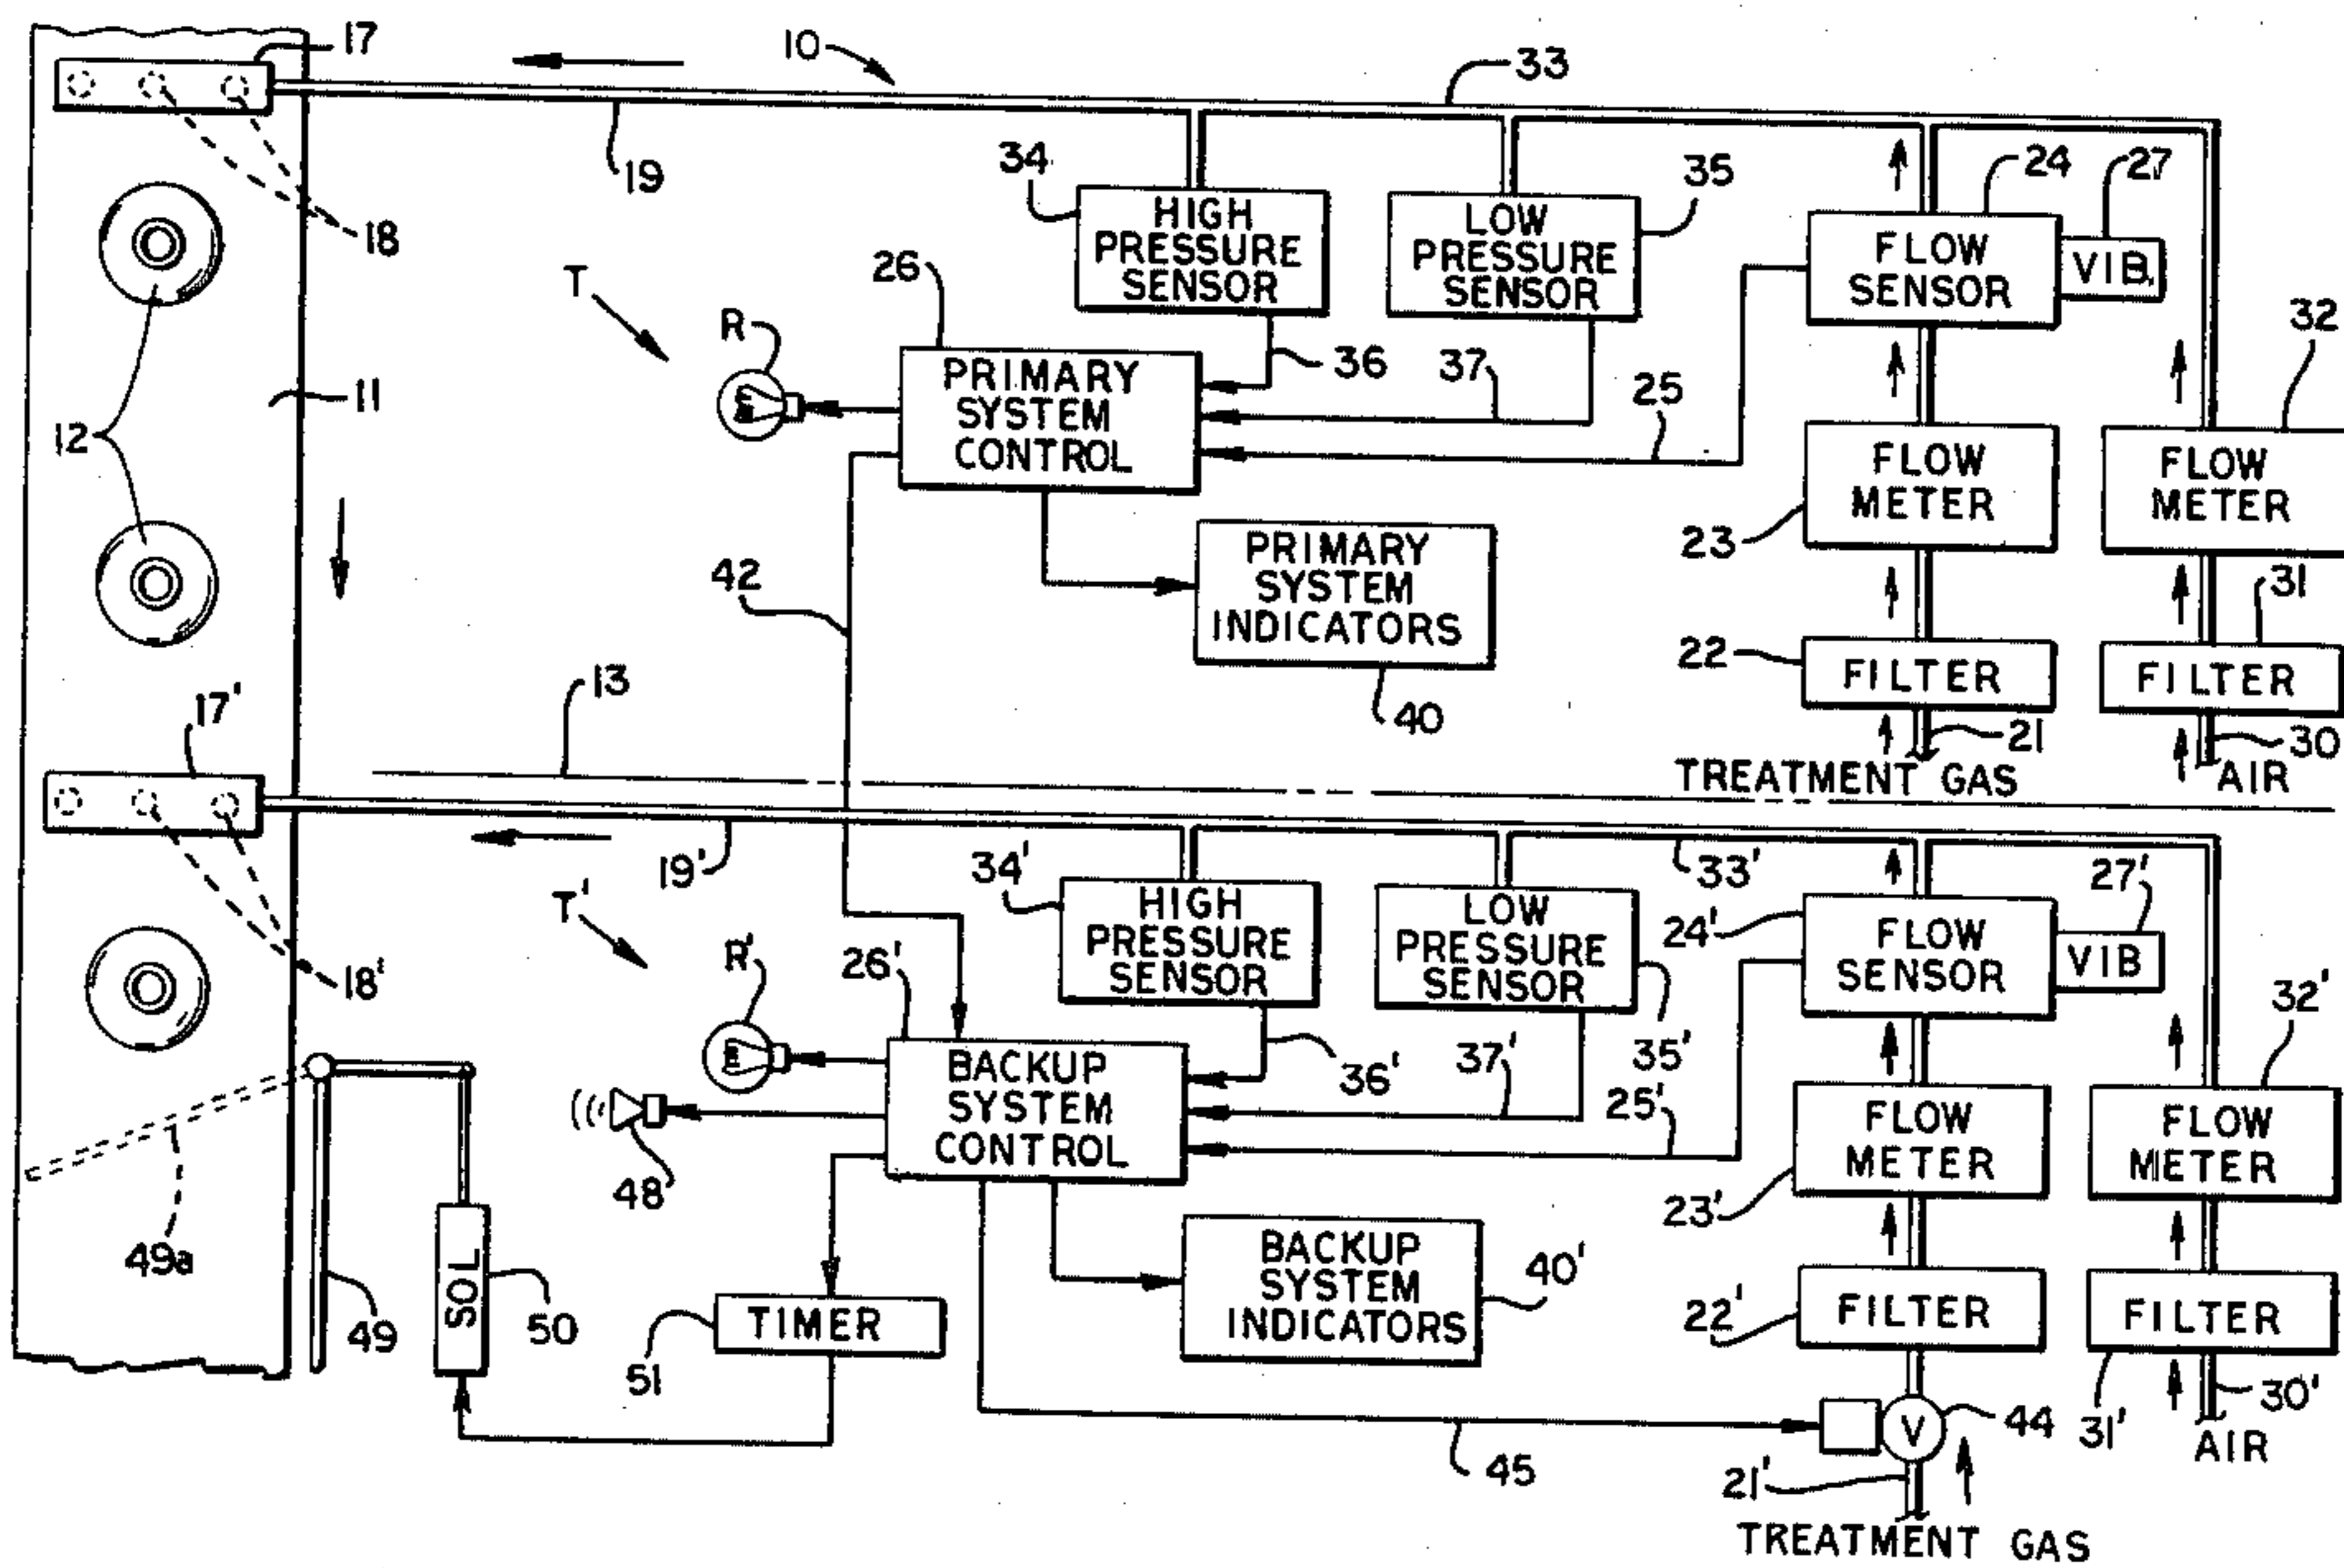 17
10
33
19
18
34
HIGH
PRESSURE
SENSOR
LOW
PRESSURE
SENSOR
35
24
27
FLOW
SENSOR
VIB.
T
R
26
PRIMARY
SYSTEM
CONTROL
36
37
25
32
12
11
FLOW
METER
FLOW
METER
23
42
PRIMARY
SYSTEM
INDICATORS
40
31
22
FILTER
FILTER
21
30
TREATMENT GAS
AIR
13
17'
19'
18'
34'
HIGH
PRESSURE
SENSOR
LOW
PRESSURE
SENSOR
35'
33'
24'
27'
FLOW
SENSOR
VIB
T'
R'
26'
BACKUP
SYSTEM
CONTROL
36'
37'
25'
32'
FLOW
METER
FLOW
METER
23'
48
49a
49
SOL
50
51
TIMER
BACKUP
SYSTEM
INDICATORS
40'
22'
FILTER
FILTER
31'
30'
AIR
45
V
44
21'
TREATMENT GAS